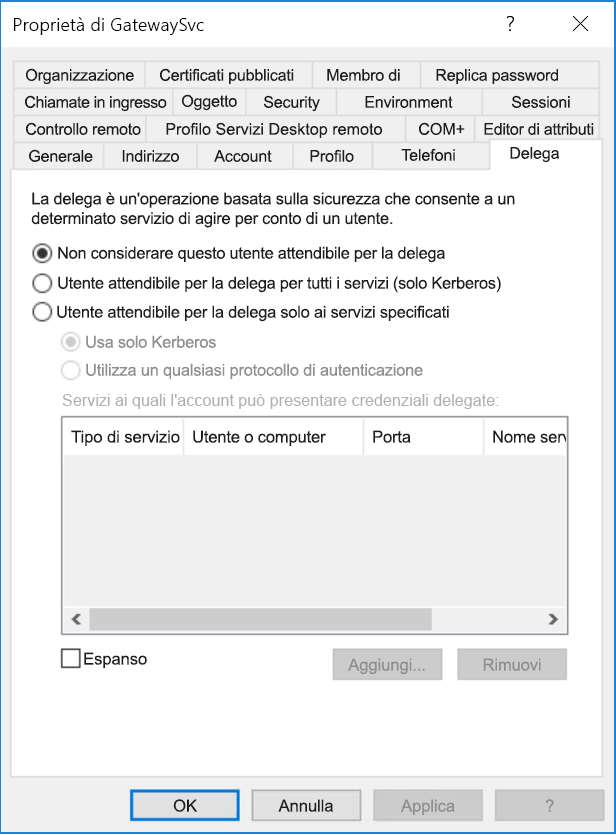 Proprietà di GatewaySvc
?
Organizzazione Certificati pubblicati Membro di Replica password
Chiamate in ingresso Oggetto Security Environment Sessioni
Controllo remoto Profilo Servizi Desktop remoto COM+ Editor di attributi
Generale Indirizzo Account Profilo Telefoni Delega
La delega è un'operazione basata sulla sicurezza che consente a un
determinato servizio di agire per conto di un utente.
Non considerare questo utente attendibile per la delega
Utente attendibile per la delega per tutti i servizi (solo Kerberos)
Utente attendibile per la delega solo ai servizi specificati
Usa solo Kerberos
Utilizza un qualsiasi protocollo di autenticazione
Servizi ai quali l'account può presentare credenziali delegate:
Tipo di servizio Utente o computer Porta Nome serv
Espanso Aggiungi... Rimuovi
OK Annulla Applica ?